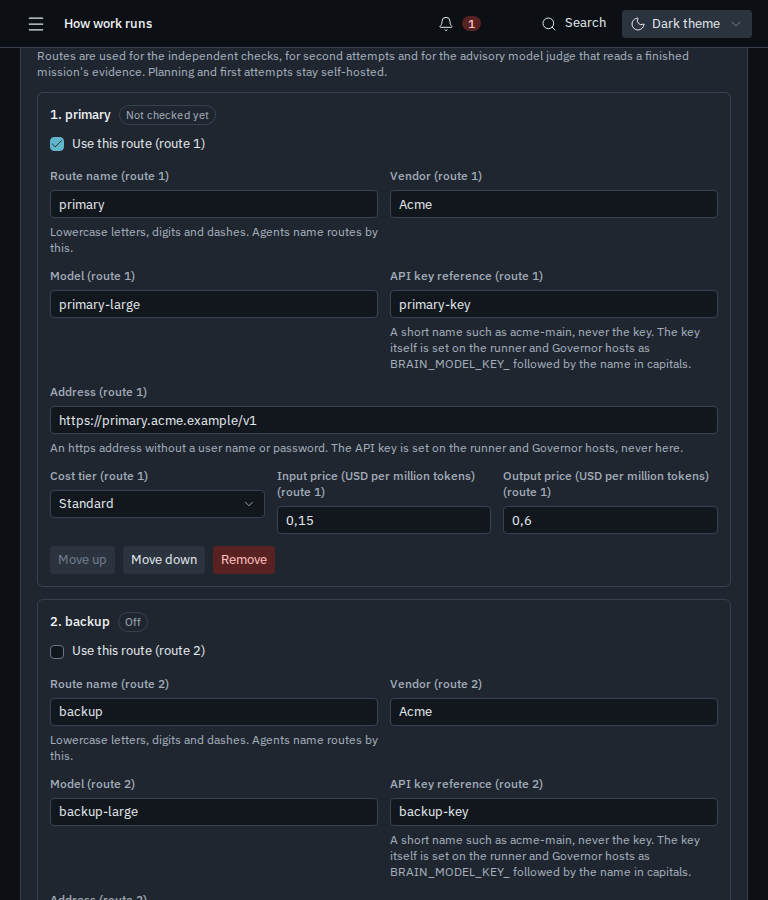 How work runs
1
Search
Dark theme
Routes are used for the independent checks, for second attempts and for the advisory model judge that reads a finished
mission's evidence. Planning and first attempts stay self-hosted.
1. primary
Not checked yet
Use this route (route 1)
Route name (route 1)
Vendor (route 1)
primary
Acme
Lowercase letters, digits and dashes. Agents name routes by
this.
Model (route 1)
API key reference (route 1)
primary-large
primary-key
A short name such as acme-main, never the key. The key
itself is set on the runner and Governor hosts as
BRAIN_MODEL_KEY_ followed by the name in capitals.
Address (route 1)
https://primary.acme.example/v1
An https address without a user name or password. The API key is set on the runner and Governor hosts, never here.
Cost tier (route 1)
Input price (USD per million tokens)
(route 1)
Output price (USD per million tokens)
(route 1)
Standard
0,15
0,6
Move up
Move down
Remove
2. backup
Off
Use this route (route 2)
Route name (route 2)
Vendor (route 2)
backup
Acme
Lowercase letters, digits and dashes. Agents name routes by
this.
Model (route 2)
API key reference (route 2)
backup-large
backup-key
A short name such as acme-main, never the key. The key
itself is set on the runner and Governor hosts as
BRAIN_MODEL_KEY_ followed by the name in capitals.
Address (route 2)